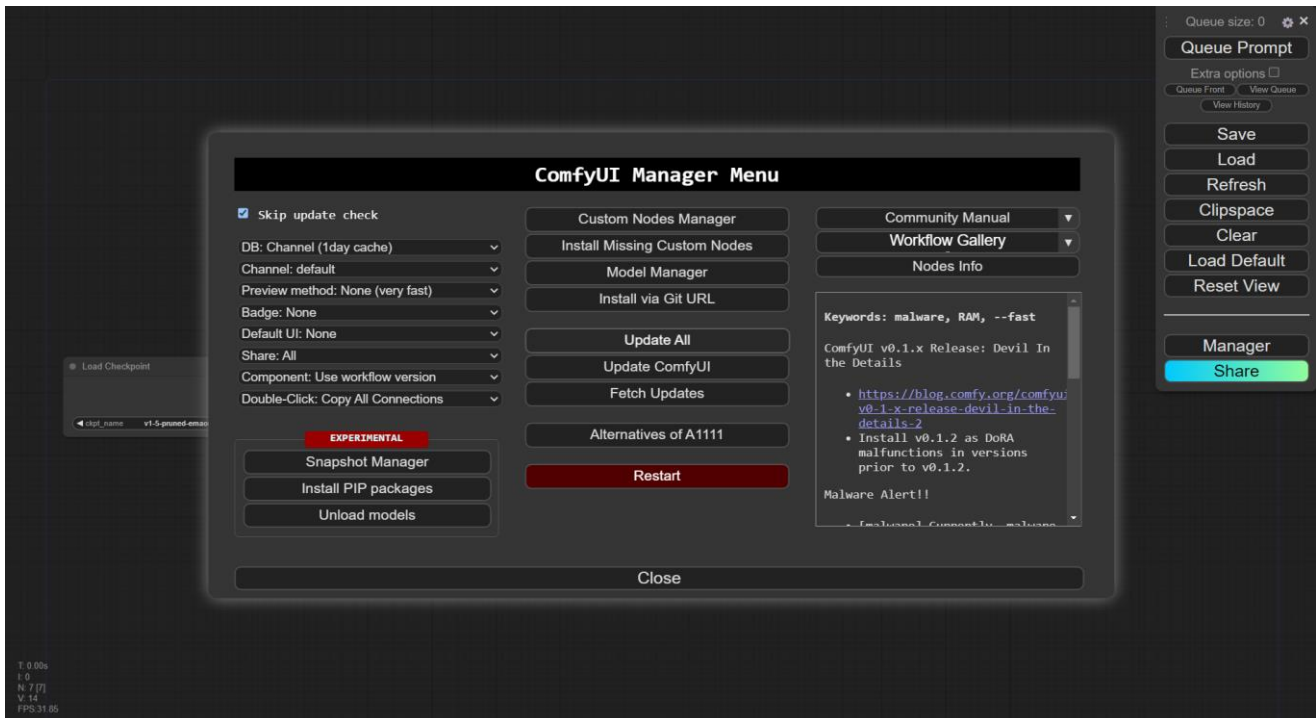 Queue size: 0
Queue Prompt
Extra options
Queue Front
View Queue
View History
Save
Load
Refresh
Clipspace
Clear
Load Default
Reset View
Manager
Share
ComfyUI Manager Menu
Skip update check
DB: Channel (1day cache)
Channel: default
Preview method: None (very fast)
Badge: None
Default UI: None
Share: All
Component: Use workflow version
Double-Click: Copy All Connections
EXPERIMENTAL
Snapshot Manager
Install PIP packages
Unload models
Custom Nodes Manager
Install Missing Custom Nodes
Model Manager
Install via Git URL
Update All
Update ComfyUI
Fetch Updates
Alternatives of A1111
Restart
Community Manual
Workflow Gallery
Nodes Info
Keywords: malware, RAM, --fast
ComfyUI v0.1.x Release: Devil In
the Details
https://blog.comfy.org/comfyui
v0-1-x-release-devil-in-the-
details-2
Install v0.1.2 as DoRA
malfunctions in versions
prior to v0.1.2.
Malware Alert!!
[malware] Currently, malware
Close
Load Checkpoint
ckpt_name v1-5-pruned-emao
T: 0.00s
I: 0
N: 7 [7]
V: 14
FPS:31.85